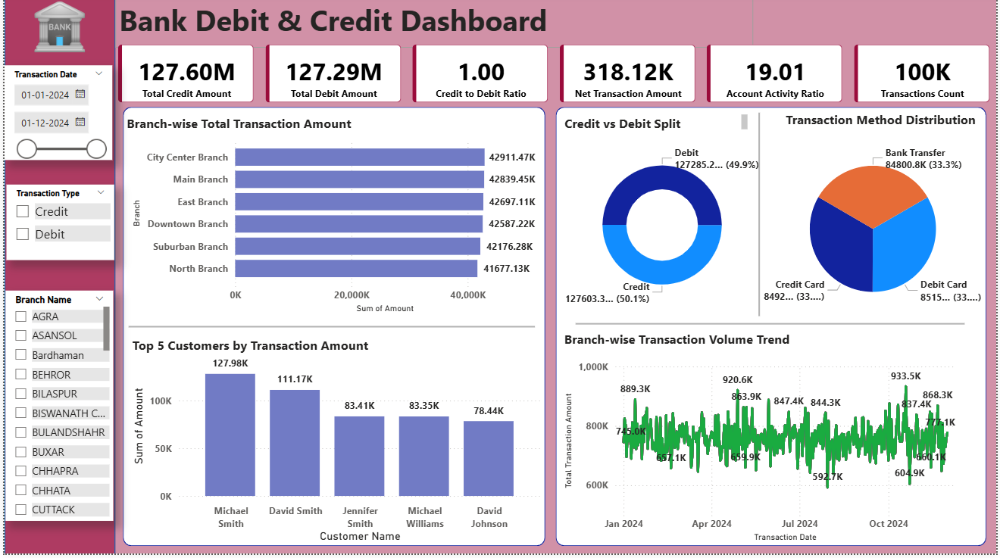 BANK
Bank Debit & Credit Dashboard
Transaction Date
01-01-2024
01-12-2024
Transaction Type
Credit
Debit
Branch Name
AGRA
ASANSOL
Bardhaman
BEHROR
BILASPUR
BISWANATH C...
BULANDSHAHR
BUXAR
CHHAPRA
CHHATA
CUTTACK
127.60M
Total Credit Amount
127.29M
Total Debit Amount
1.00
Credit to Debit Ratio
318.12K
Net Transaction Amount
19.01
Account Activity Ratio
100K
Transactions Count
Branch-wise Total Transaction Amount
Branch
City Center Branch 42911.47K
Main Branch 42839.45K
East Branch 42697.11K
Downtown Branch 42587.22K
Suburban Branch 42176.28K
North Branch 41677.13K
0K 20,000K 40,000K
Sum of Amount
Top 5 Customers by Transaction Amount
Sum of Amount
100K
50K
0K
127.98K
111.17K
83.41K
83.35K
78.44K
Michael
Smith
David Smith
Jennifer
Smith
Michael
Williams
David
Johnson
Customer Name
Credit vs Debit Split
Debit
127285.2... (49.9%)
Credit
127603.3... (50.1%)
Transaction Method Distribution
Bank Transfer
84800.8K (33.3%)
Credit Card
8492... (33....)
Debit Card
8515... (33....)
Branch-wise Transaction Volume Trend
Total Transaction Amount
1,000K
800K
600K
745.0K
889.3K
657.1K
920.6K
863.9K
659.9K
847.4K
844.3K
592.7K
933.5K
837.4K
604.9K
868.3K
777.1K
660.1K
Jan 2024 Apr 2024 Jul 2024 Oct 2024
Transaction Date